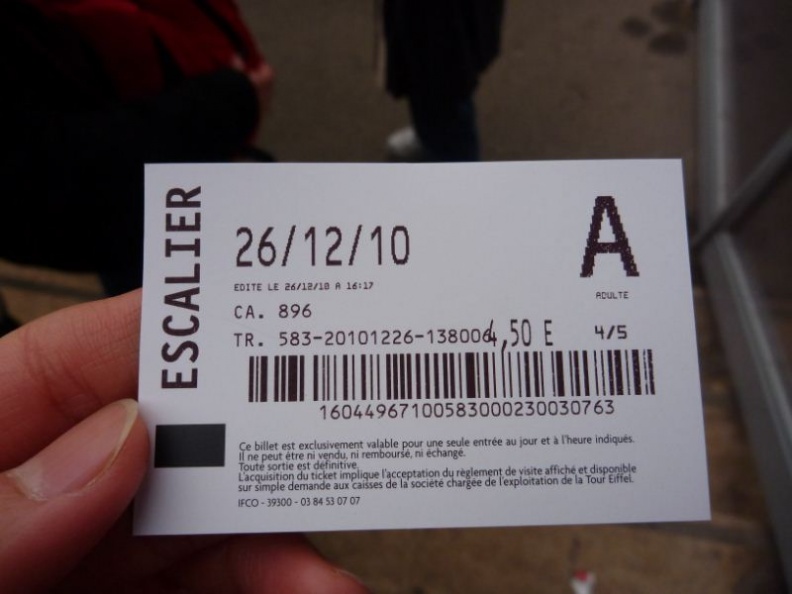 ESCALIER
26/12/10
A
EDITE LE 26/12/10 A 16:17
ADULTE
CA. 896
TR. 583-20101226-138006 4,50 E 4/5
16044967100583000230030763
Ce billet est exclusivement valable pour une seule entrée au jour et à l'heure indiqués.
Il ne peut être ni vendu, ni remboursé, ni échangé.
Toute sortie est définitive.
L'acquisition du ticket implique l'acceptation du règlement de visite affiché et disponible
sur simple demande aux caisses de la société chargée de l'exploitation de la Tour Eiffel.
IFCO - 39300 - 03 84 53 07 07